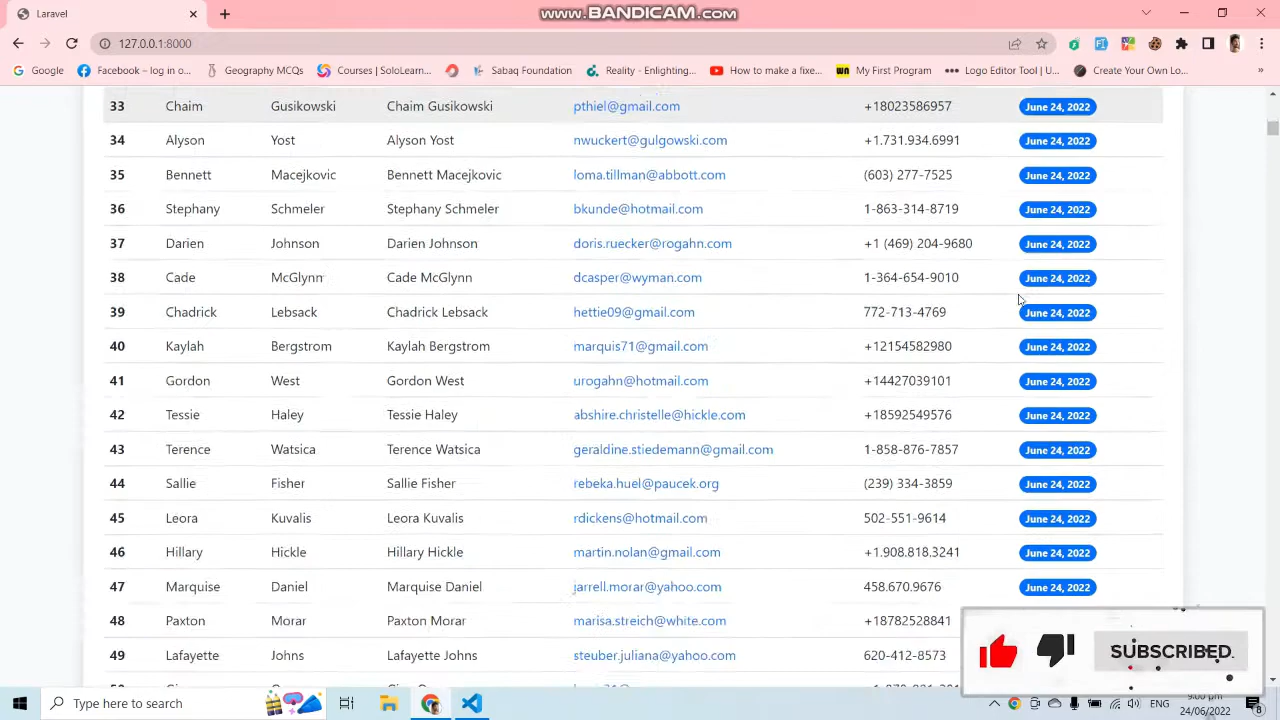 Laravel
www.BANDICAM.com
127.0.0.1:8000
Google Facebook – log in o... Geography MCQs Courses | SoloLearn... Sabaq Foundation Reality - Enlighting... How to make a fixe... My First Program Logo Editor Tool | U... Create Your Own Lo...
33 Chaim Gusikowski Chaim Gusikowski pthiel@gmail.com +18023586957 June 24, 2022
34 Alyson Yost Alyson Yost nwuckert@gulgowski.com +1.731.934.6991 June 24, 2022
35 Bennett Macejkovic Bennett Macejkovic loma.tillman@abbott.com (603) 277-7525 June 24, 2022
36 Stephany Schmeler Stephany Schmeler bkunde@hotmail.com 1-863-314-8719 June 24, 2022
37 Darien Johnson Darien Johnson doris.ruecker@rogahn.com +1 (469) 204-9680 June 24, 2022
38 Cade McGlynn Cade McGlynn dcasper@wyman.com 1-364-654-9010 June 24, 2022
39 Chadrick Lebsack Chadrick Lebsack hettie09@gmail.com 772-713-4769 June 24, 2022
40 Kaylah Bergstrom Kaylah Bergstrom marquis71@gmail.com +12154582980 June 24, 2022
41 Gordon West Gordon West urogahn@hotmail.com +14427039101 June 24, 2022
42 Tessie Haley Tessie Haley abshire.christelle@hickle.com +18592549576 June 24, 2022
43 Terence Watsica Terence Watsica geraldine.stiedemann@gmail.com 1-858-876-7857 June 24, 2022
44 Sallie Fisher Sallie Fisher rebeka.huel@paucek.org (239) 334-3859 June 24, 2022
45 Leora Kuvalis Leora Kuvalis rdickens@hotmail.com 502-551-9614 June 24, 2022
46 Hillary Hickle Hillary Hickle martin.nolan@gmail.com +1.908.818.3241 June 24, 2022
47 Marquise Daniel Marquise Daniel jarrell.morar@yahoo.com 458.670.9676 June 24, 2022
48 Paxton Morar Paxton Morar marisa.streich@white.com +18782528841
49 Lafayette Johns Lafayette Johns steuber.juliana@yahoo.com 620-412-8573
SUBSCRIBED
Type here to search
9:00 pm
24/06/2022
8